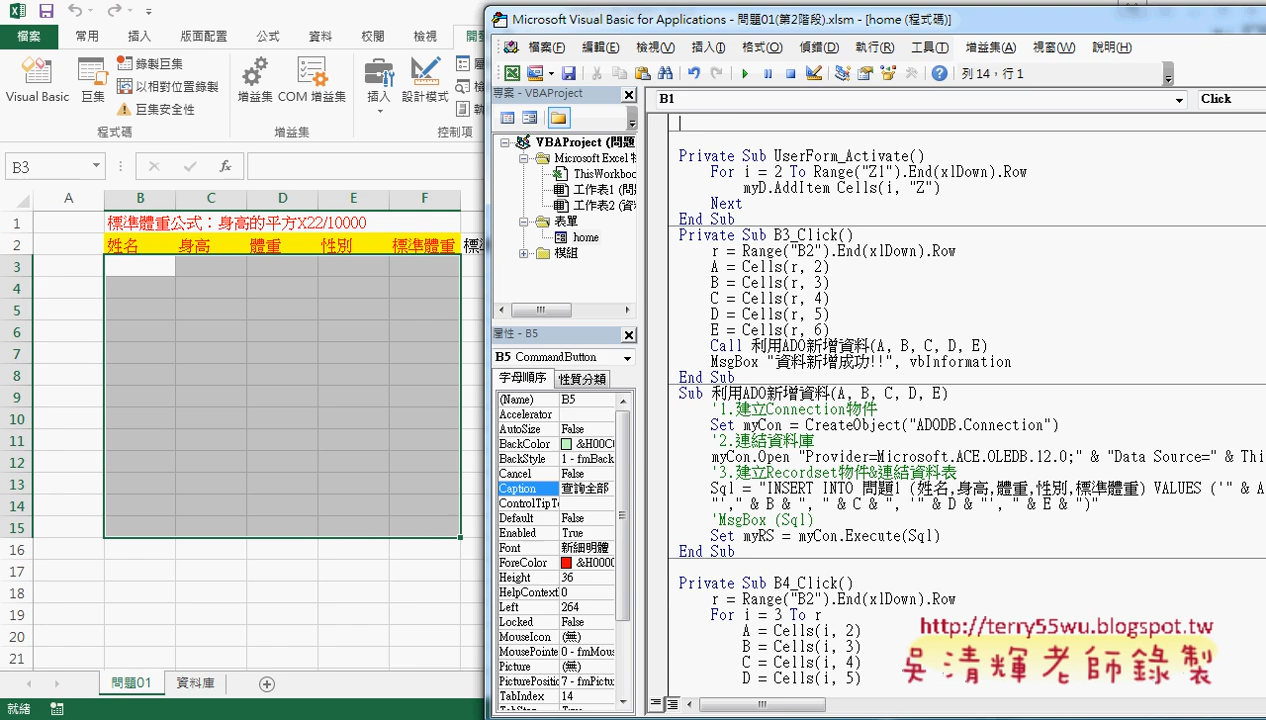 檔案 常用 插入 版面配置 公式 資料 校閱 檢視
Visual Basic
巨集
錄製巨集
以相對位置錄製
巨集安全性
程式碼
增益集
COM 增益集
增益集
插入
設計模式
控制項
B3
fx
A B C D E F
1 標準體重公式：身高的平方X22/10000
2 姓名 身高 體重 性別 標準體重
3
4
5
6
7
8
9
10
11
12
13
14
15
16
17
18
19
20
21
問題01 資料庫
就緒
Microsoft Visual Basic for Applications - 問題01(第2階段).xlsm - [home (程式碼)]
檔案(F) 編輯(E) 檢視(V) 插入(I) 格式(O) 偵錯(D) 執行(R) 工具(T) 增益集(A) 視窗(W) 說明(H)
列 14，行 1
專案 - VBAProject
VBAProject (問題
Microsoft Excel
ThisWorkboo
工作表1 (問
工作表2 (資
表單
home
模組
屬性 - B5
B5 CommandButton
字母順序 性質分類
(Name) B5
Accelerator
AutoSize False
BackColor &H00C
BackStyle 1 - fmBack
Cancel False
Caption 查詢全部
ControlTipTe
Default False
Enabled True
Font 新細明體
ForeColor &H0000
Height 36
HelpContext 0
Left 264
Locked False
MouseIcon (無)
MousePointe 0 - fmMous
Picture (無)
PicturePositi 7 - fmPictu
TabIndex 14
True
B1 Click
Private Sub UserForm_Activate()
For i = 2 To Range("Z1").End(xlDown).Row
myD.AddItem Cells(i, "Z")
Next
End Sub
Private Sub B3_Click()
r = Range("B2").End(xlDown).Row
A = Cells(r, 2)
B = Cells(r, 3)
C = Cells(r, 4)
D = Cells(r, 5)
E = Cells(r, 6)
Call 利用ADO新增資料(A, B, C, D, E)
MsgBox "資料新增成功!!", vbInformation
End Sub
Sub 利用ADO新增資料(A, B, C, D, E)
'1.建立Connection物件
Set myCon = CreateObject("ADODB.Connection")
'2.連結資料庫
myCon.Open "Provider=Microsoft.ACE.OLEDB.12.0;" & "Data Source=" & Thi
'3.建立Recordset物件&連結資料表
Sql = "INSERT INTO 問題1 (姓名,身高,體重,性別,標準體重) VALUES ('" & A
"'," & B & ", " & C & ", '" & D & "', " & E & ")"
'MsgBox (Sql)
Set myRS = myCon.Execute(Sql)
End Sub
Private Sub B4_Click()
r = Range("B2").End(xlDown).Row
For i = 3 To r
A = Cells(i, 2)
B = Cells(i, 3)
C = Cells(i, 4)
D = Cells(i, 5)
http://terry55wu.blogspot.tw
吳清輝老師錄製